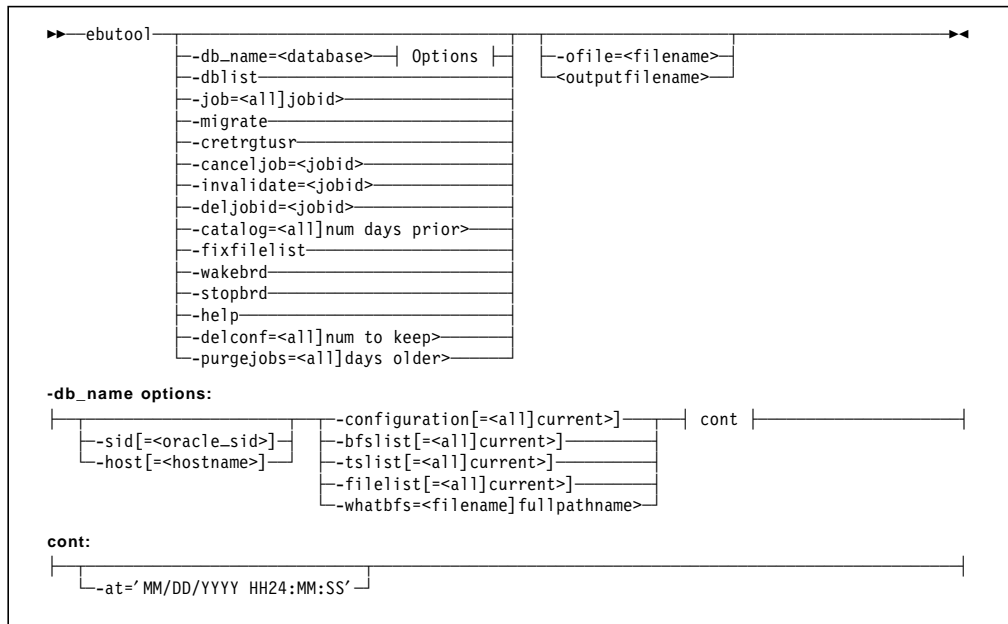 ebutool
-db_name=<database> Options -ofile=<filename>
-dblist <outputfilename>
-job=<all]jobid>
-migrate
-cretrgtusr
-canceljob=<jobid>
-invalidate=<jobid>
-deljobid=<jobid>
-catalog=<all]num days prior>
-fixfilelist
-wakebrd
-stopbrd
-help
-delconf=<all]num to keep>
-purgejobs=<all]days older>
-db_name options:
-configuration[=<all]current>] cont
-sid[=<oracle_sid>] -bfslist[=<all]current>]
-host[=<hostname>] -tslist[=<all]current>]
-filelist[=<all]current>]
-whatbfs=<filename]fullpathname>
cont:
-at='MM/DD/YYYY HH24:MM:SS'